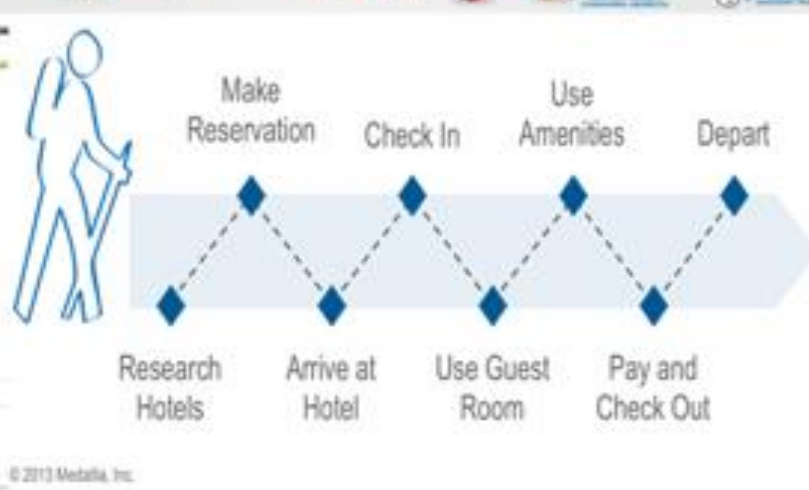 Make
Reservation
Check In
Use
Amenities
Depart
Research
Hotels
Arrive at
Hotel
Use Guest
Room
Pay and
Check Out
© 2013 Medallia, Inc.